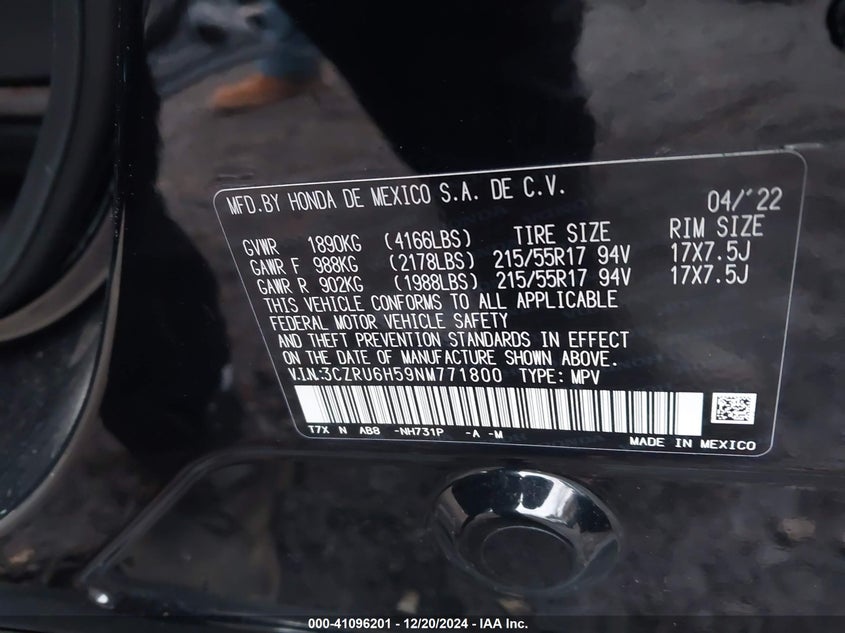 MFD.BY HONDA DE MEXICO S.A. DE C.V. 04/'22
GVWR 1890KG (4166LBS) TIRE SIZE RIM SIZE
GAWR F 988KG (2178LBS) 215/55R17 94V 17X7.5J
GAWR R 902KG (1988LBS) 215/55R17 94V 17X7.5J
THIS VEHICLE CONFORMS TO ALL APPLICABLE
FEDERAL MOTOR VEHICLE SAFETY
AND THEFT PREVENTION STANDARDS IN EFFECT
ON THE DATE OF MANUFACTURE SHOWN ABOVE.
V.I.N:3CZRU6H59NM771800 TYPE: MPV
T7X N AB8 -NH731P -A -M
MADE IN MEXICO
000-41096201 - 12/20/2024 - IAA Inc.